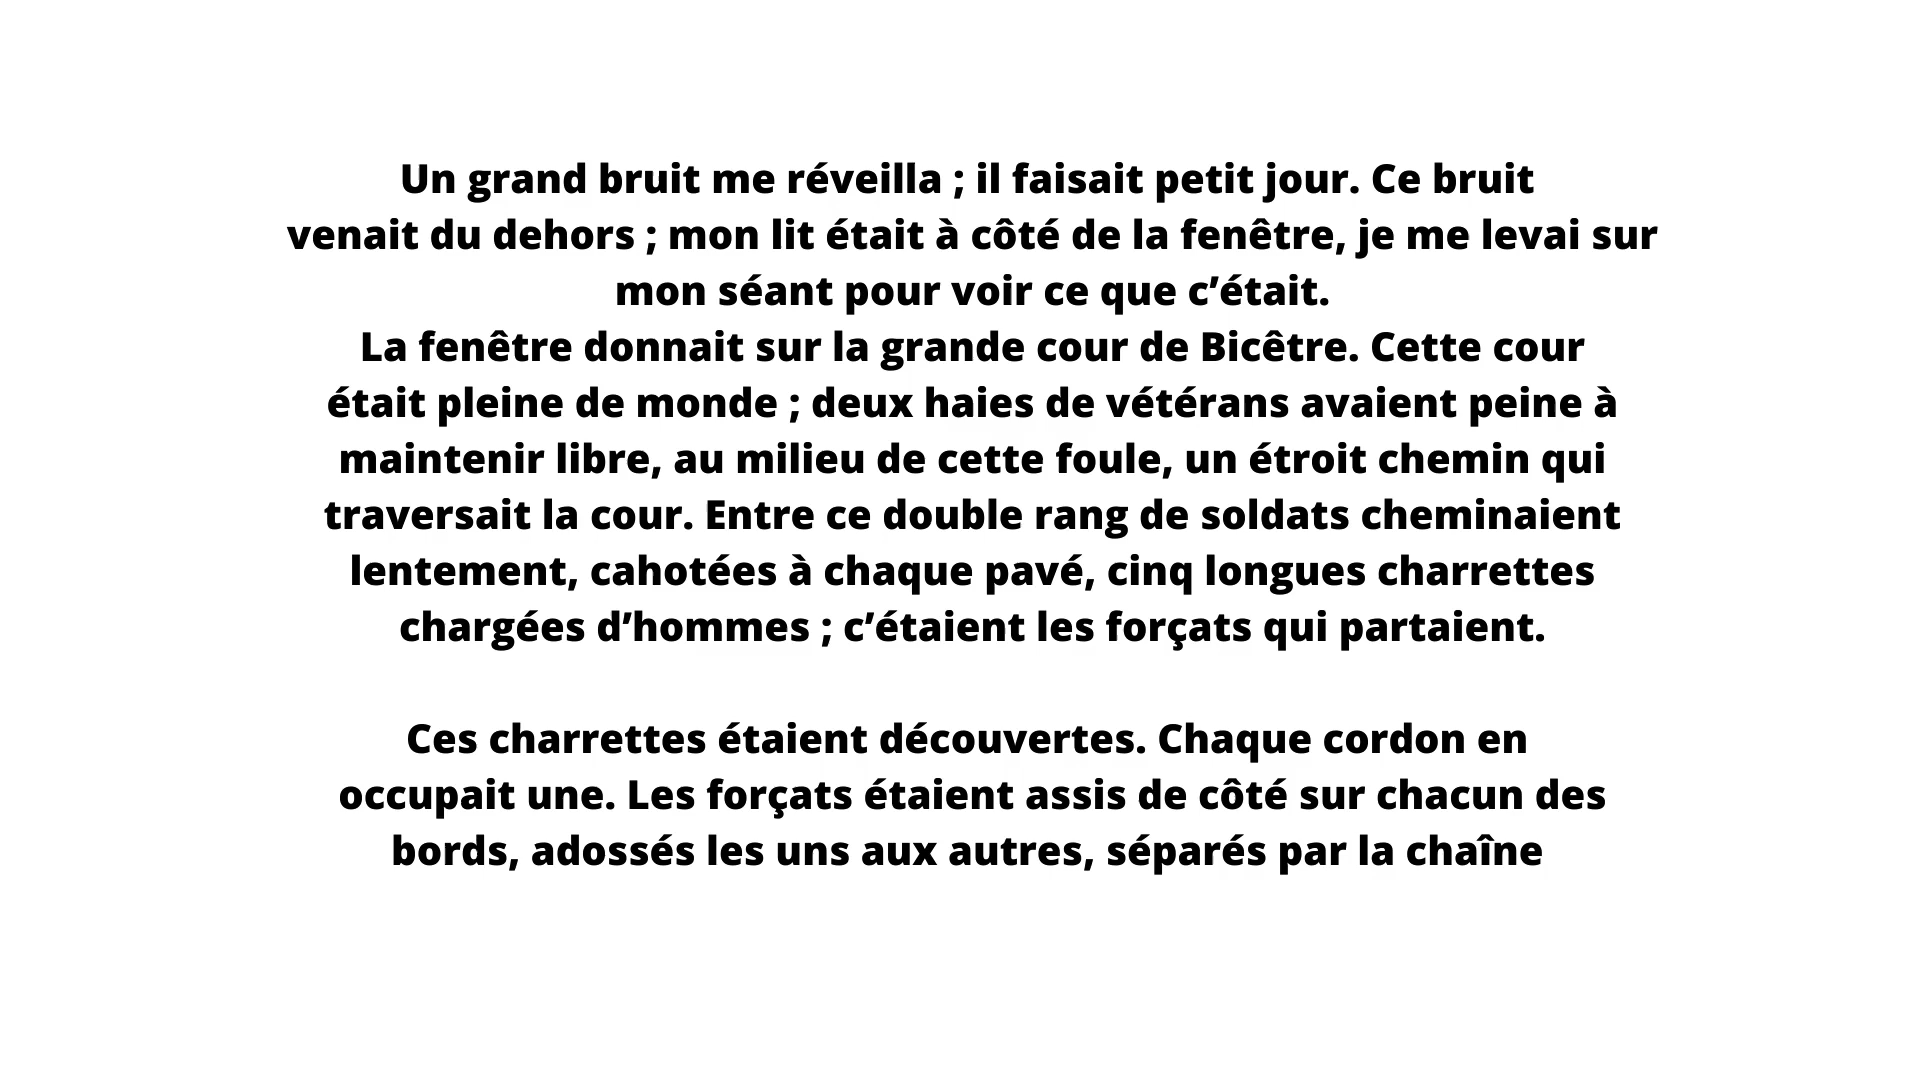 Un grand bruit me réveilla ; il faisait petit jour. Ce bruit
venait du dehors ; mon lit était à côté de la fenêtre, je me levai sur
mon séant pour voir ce que c’était.
La fenêtre donnait sur la grande cour de Bicêtre. Cette cour
était pleine de monde ; deux haies de vétérans avaient peine à
maintenir libre, au milieu de cette foule, un étroit chemin qui
traversait la cour. Entre ce double rang de soldats cheminaient
lentement, cahotées à chaque pavé, cinq longues charrettes
chargées d’hommes ; c’étaient les forçats qui partaient.
Ces charrettes étaient découvertes. Chaque cordon en
occupait une. Les forçats étaient assis de côté sur chacun des
bords, adossés les uns aux autres, séparés par la chaîne